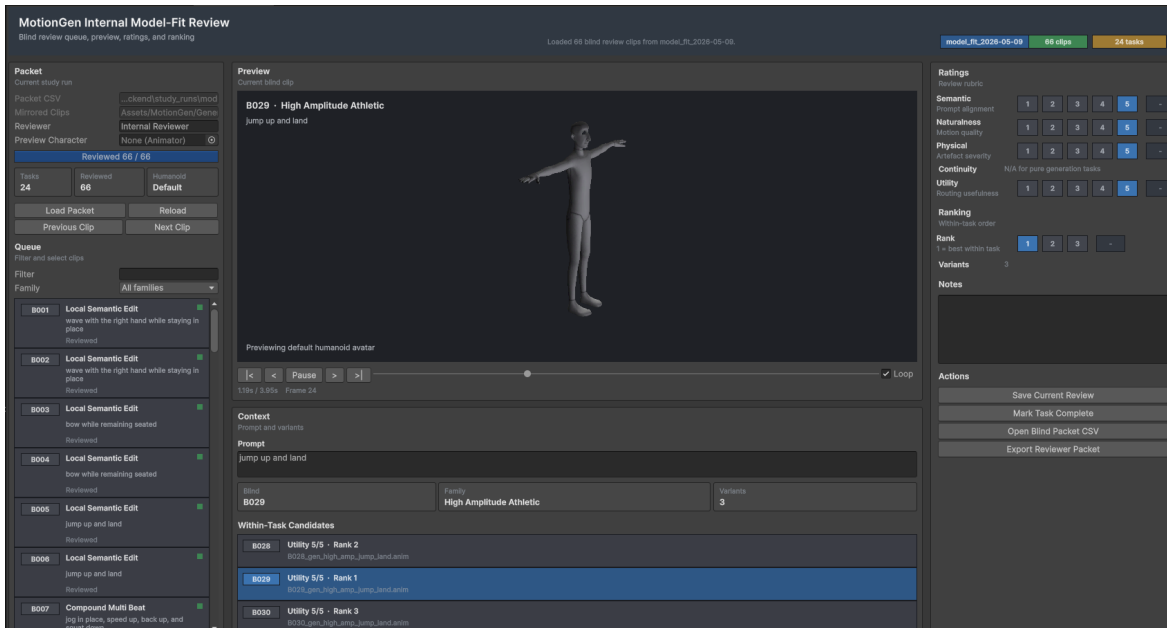 MotionGen Internal Model-Fit Review
Blind review queue, preview, ratings, and ranking
Loaded 66 blind review clips from model_fit_2026-05-09.
model_fit_2026-05-09
66 clips
24 tasks
Packet
Current study run
Packet CSV
...ckend\study_runs\mod
Mirrored Clips
Assets/MotionGen/Gene
Reviewer
Internal Reviewer
Preview Character
None (Animator)
Reviewed 66 / 66
Tasks
24
Reviewed
66
Humanoid
Default
Load Packet
Reload
Previous Clip
Next Clip
Queue
Filter and select clips
Filter
Family
All families
B001
Local Semantic Edit
wave with the right hand while staying in
place
Reviewed
B002
Local Semantic Edit
wave with the right hand while staying in
place
Reviewed
B003
Local Semantic Edit
bow while remaining seated
Reviewed
B004
Local Semantic Edit
bow while remaining seated
Reviewed
B005
Local Semantic Edit
jump up and land
Reviewed
B006
Local Semantic Edit
jump up and land
Reviewed
B007
Compound Multi Beat
jog in place, speed up, back up, and
count down
Preview
Current blind clip
B029 · High Amplitude Athletic
jump up and land
Previewing default humanoid avatar
|<
<
Pause
>
>|
Loop
1.19s / 3.95s Frame 24
Context
Prompt and variants
Prompt
jump up and land
Blind
B029
Family
High Amplitude Athletic
Variants
3
Within-Task Candidates
B028
Utility 5/5 · Rank 2
B028_gen_high_amp_jump_land.anim
B029
Utility 5/5 · Rank 1
B029_gen_high_amp_jump_land.anim
B030
Utility 5/5 · Rank 3
B030_gen_high_amp_jump_land.anim
Ratings
Review rubric
Semantic
Prompt alignment
1 2 3 4 5 -
Naturalness
Motion quality
1 2 3 4 5 -
Physical
Artefact severity
1 2 3 4 5 -
Continuity
N/A for pure generation tasks
Utility
Routing usefulness
1 2 3 4 5 -
Ranking
Within-task order
Rank
1 = best within task
1 2 3 -
Variants
3
Notes
Actions
Save Current Review
Mark Task Complete
Open Blind Packet CSV
Export Reviewer Packet